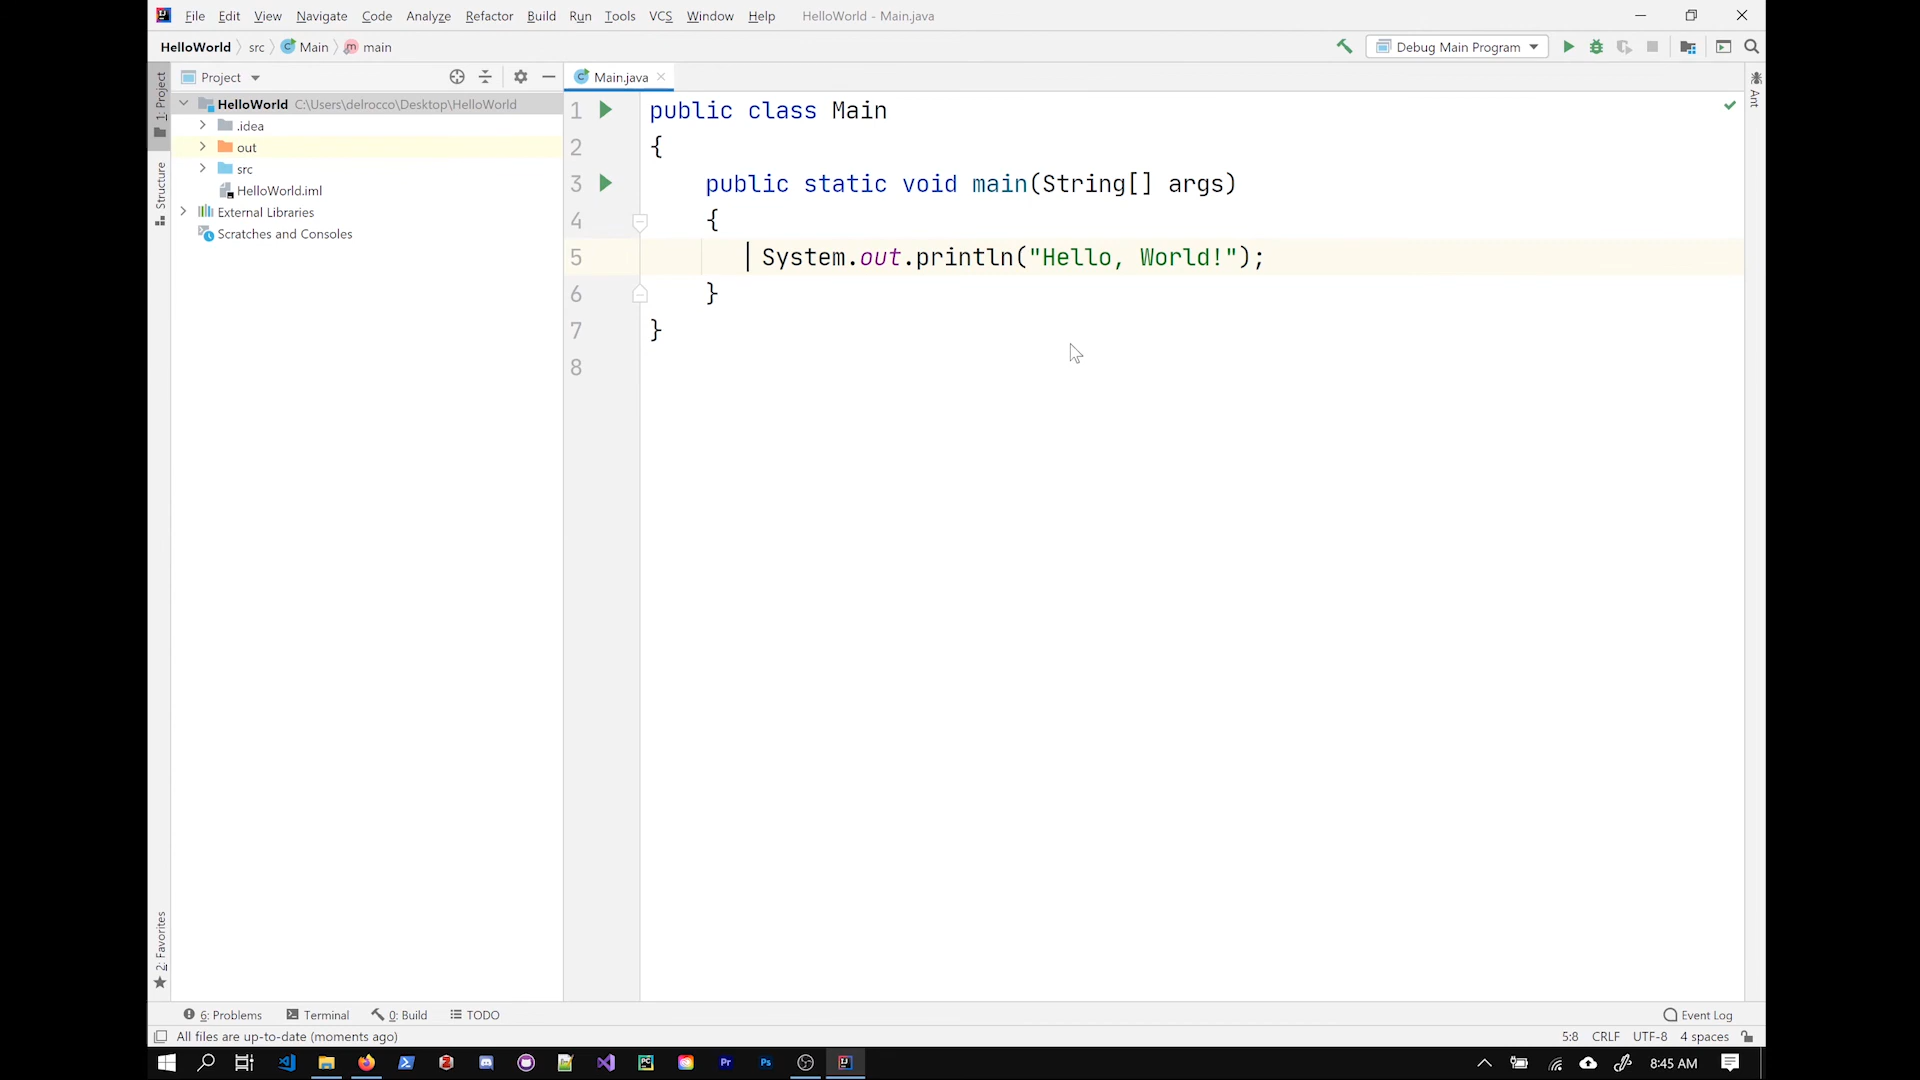 File Edit View Navigate Code Analyze Refactor Build Run Tools VCS Window Help HelloWorld - Main.java
HelloWorld src Main main Debug Main Program
Project Main.java
1: Project
Structure
2: Favorites
Ant
HelloWorld C:\Users\delrocco\Desktop\HelloWorld
.idea
out
src
HelloWorld.iml
External Libraries
Scratches and Consoles
1 public class Main
2 {
3 public static void main(String[] args)
4 {
5 System.out.println("Hello, World!");
6 }
7 }
8
6: Problems Terminal 0: Build TODO Event Log
All files are up-to-date (moments ago) 5:8 CRLF UTF-8 4 spaces
8:45 AM